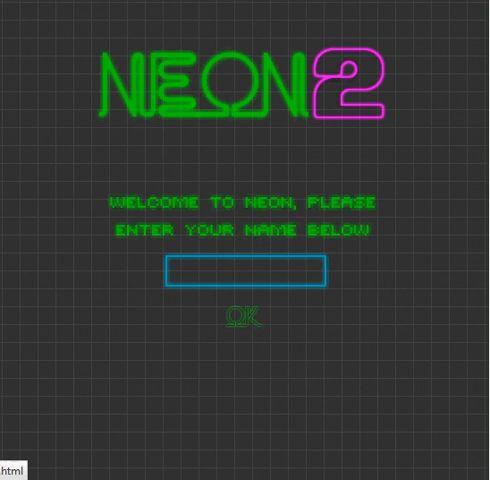 NEON2
WELCOME TO NEON, PLEASE
ENTER YOUR NAME BELOW
OK
.html